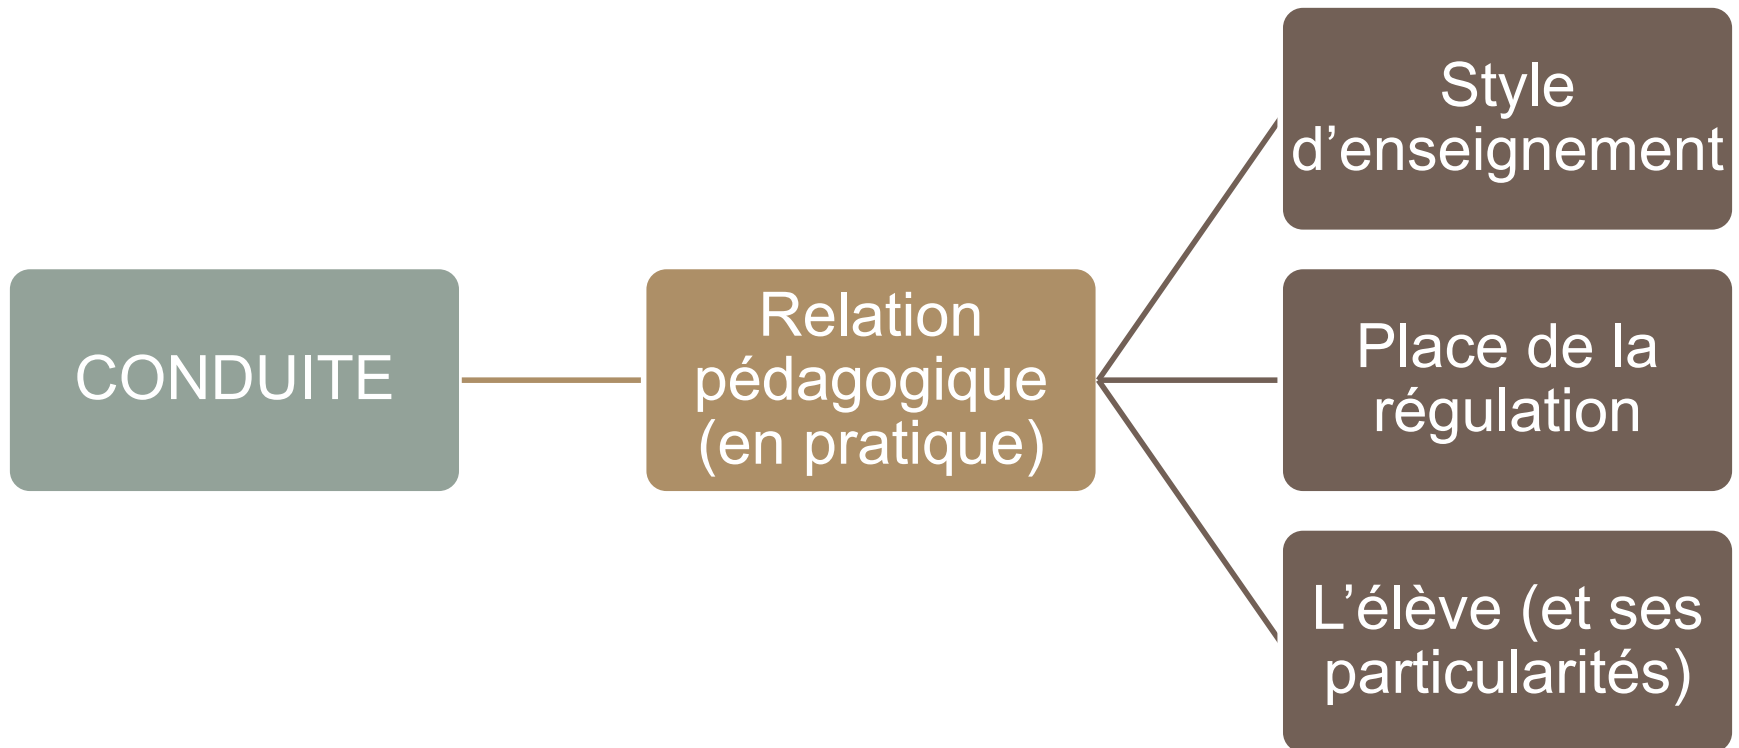 CONDUITE
Relation
pédagogique
(en pratique)
Style
d’enseignement
Place de la
régulation
L’élève (et ses
particularités)